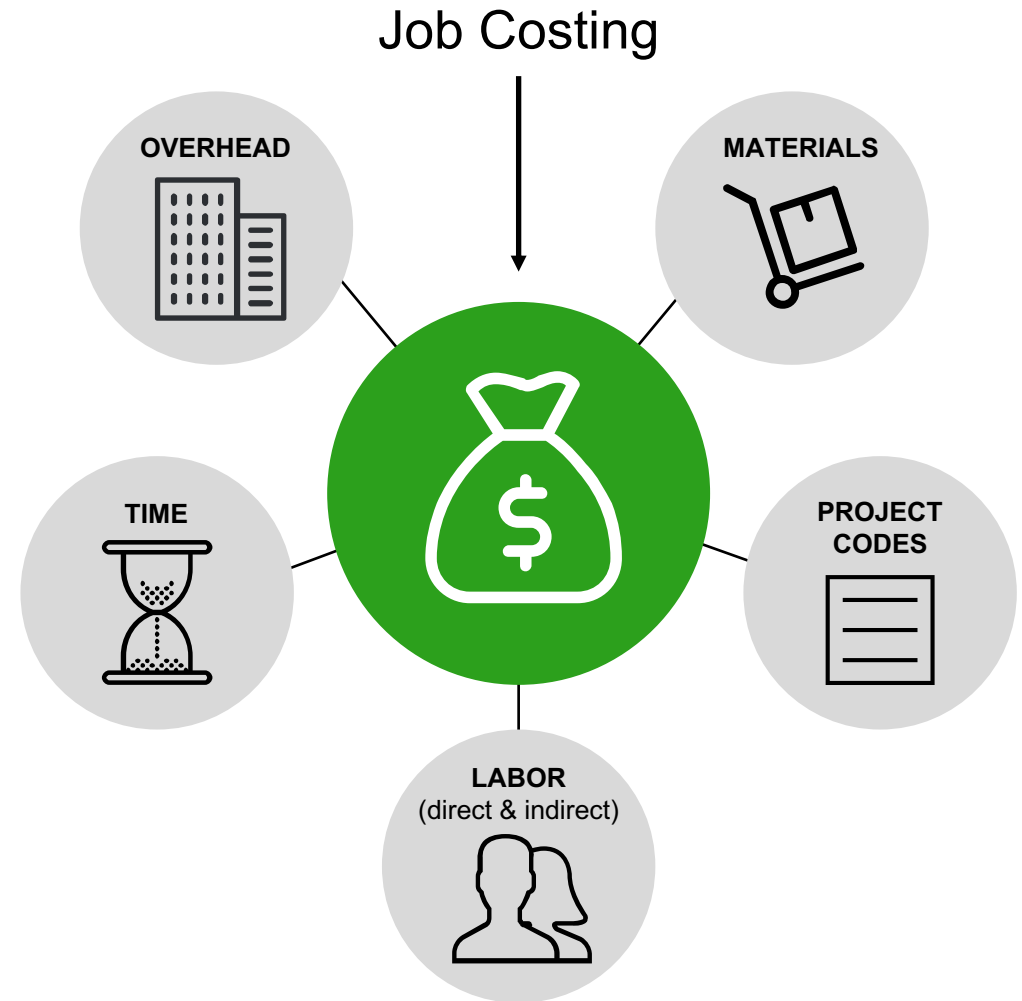 Job Costing
OVERHEAD
MATERIALS
$
TIME
PROJECT
CODES
LABOR
(direct & indirect)